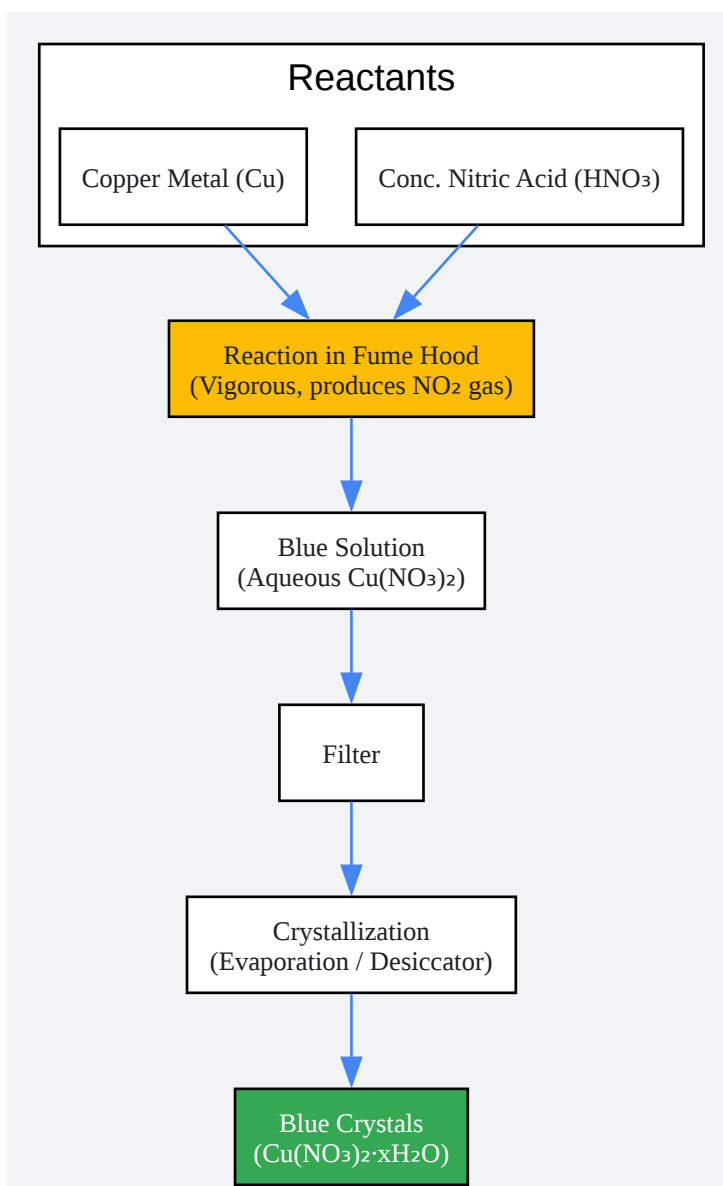 Reactants
Copper Metal (Cu)
Conc. Nitric Acid (HNO₃)
Reaction in Fume Hood
(Vigorous, produces NO₂ gas)
Blue Solution
(Aqueous Cu(NO₃)₂)
Filter
Crystallization
(Evaporation / Desiccator)
Blue Crystals
(Cu(NO₃)₂·xH₂O)